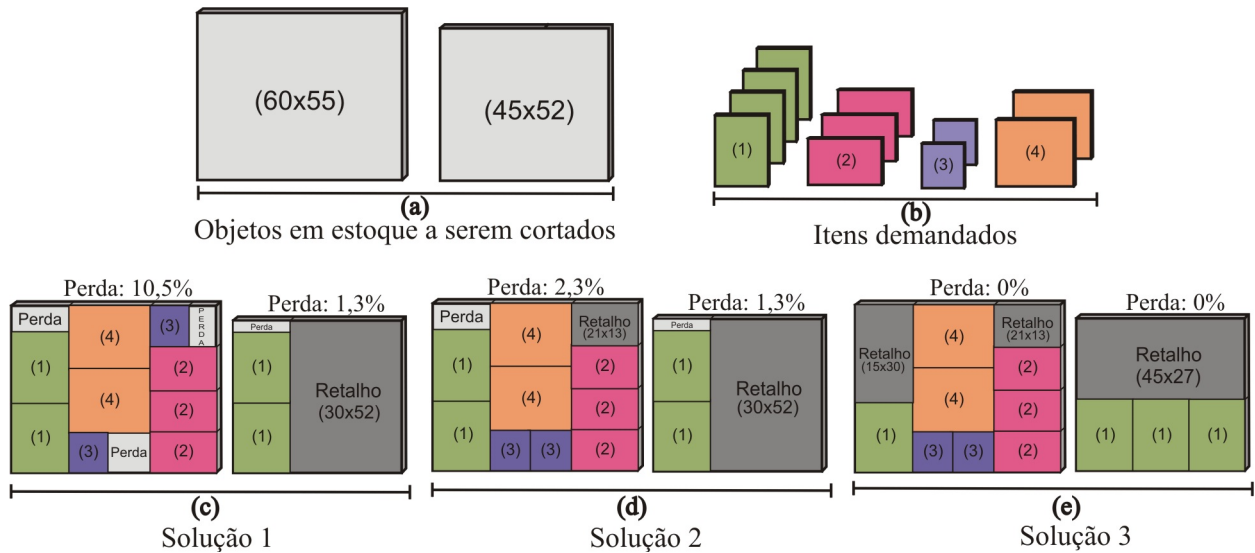 (60x55)
(45x52)
(1)
(2)
(3)
(4)
(a)
Objetos em estoque a serem cortados
(b)
Itens demandados
Perda: 10,5%
Perda: 1,3%
Perda
(4)
(3)
PERDA
(1)
(4)
(2)
(2)
(1)
(3)
Perda
(2)
Perda
(1)
(1)
Retalho
(30x52)
(c)
Solução 1
Perda: 2,3%
Perda: 1,3%
Perda
(4)
Retalho
(21x13)
(1)
(4)
(2)
(2)
(1)
(3)
(3)
(2)
Perda
(1)
(1)
Retalho
(30x52)
(d)
Solução 2
Perda: 0%
Perda: 0%
Retalho
(15x30)
(4)
Retalho
(21x13)
(4)
(2)
(2)
(1)
(3)
(3)
(2)
Retalho
(45x27)
(1)
(1)
(1)
(e)
Solução 3